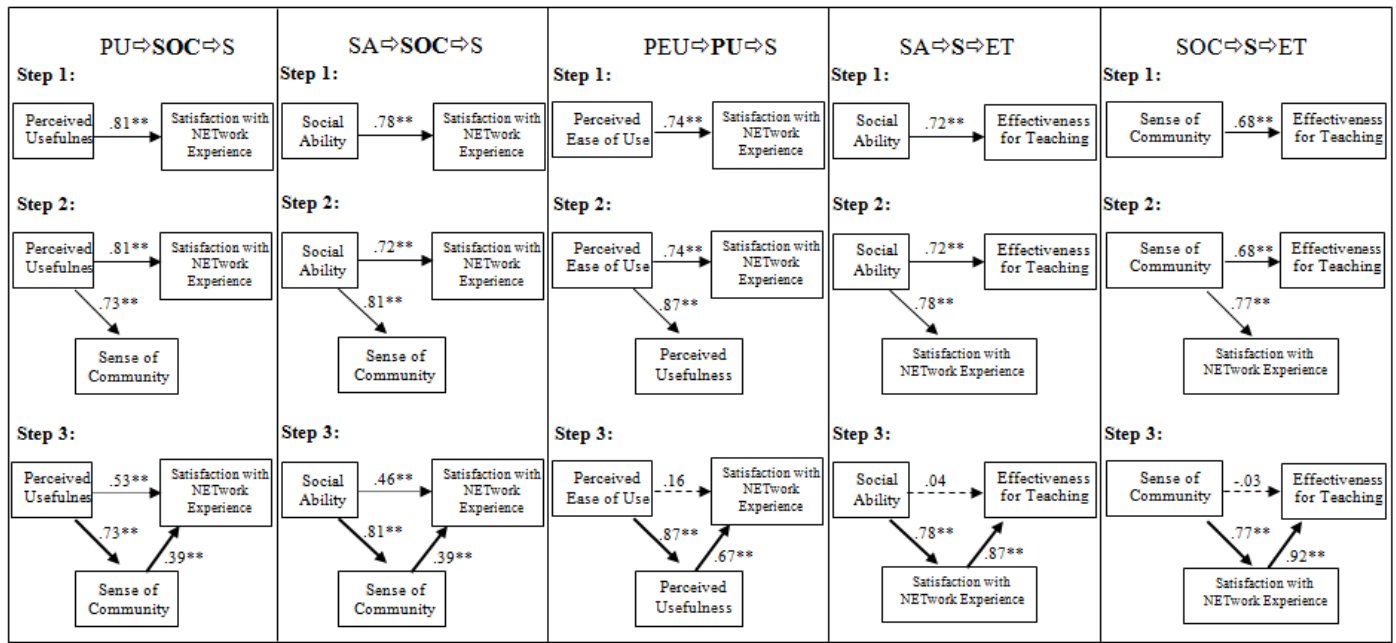 PU⇨SOC⇨S
Step 1:
Perceived
Usefulnes
.81**
Satisfaction with
NETwork
Experience
Step 2:
Perceived
Usefulnes
.81**
Satisfaction with
NETwork
Experience
.73**
Sense of
Community
Step 3:
Perceived
Usefulnes
.53**
Satisfaction with
NETwork
Experience
.73**
.39**
Sense of
Community
SA⇨SOC⇨S
Step 1:
Social
Ability
.78**
Satisfaction with
NETwork
Experience
Step 2:
Social
Ability
.72**
Satisfaction with
NETwork
Experience
.81**
Sense of
Community
Step 3:
Social
Ability
.46**
Satisfaction with
NETwork
Experience
.81**
.39**
Sense of
Community
PEU⇨PU⇨S
Step 1:
Perceived
Ease of Use
.74**
Satisfaction with
NETwork
Experience
Step 2:
Perceived
Ease of Use
.74**
Satisfaction with
NETwork
Experience
.87**
Perceived
Usefulness
Step 3:
Perceived
Ease of Use
.16
Satisfaction with
NETwork
Experience
.87**
.67**
Perceived
Usefulness
SA⇨S⇨ET
Step 1:
Social
Ability
.72**
Effectiveness
for Teaching
Step 2:
Social
Ability
.72**
Effectiveness
for Teaching
.78**
Satisfaction with
NETwork Experience
Step 3:
Social
Ability
.04
Effectiveness
for Teaching
.78**
.87**
Satisfaction with
NETwork Experience
SOC⇨S⇨ET
Step 1:
Sense of
Community
.68**
Effectiveness
for Teaching
Step 2:
Sense of
Community
.68**
Effectiveness
for Teaching
.77**
Satisfaction with
NETwork Experience
Step 3:
Sense of
Community
-.03
Effectiveness
for Teaching
.77**
.92**
Satisfaction with
NETwork Experience